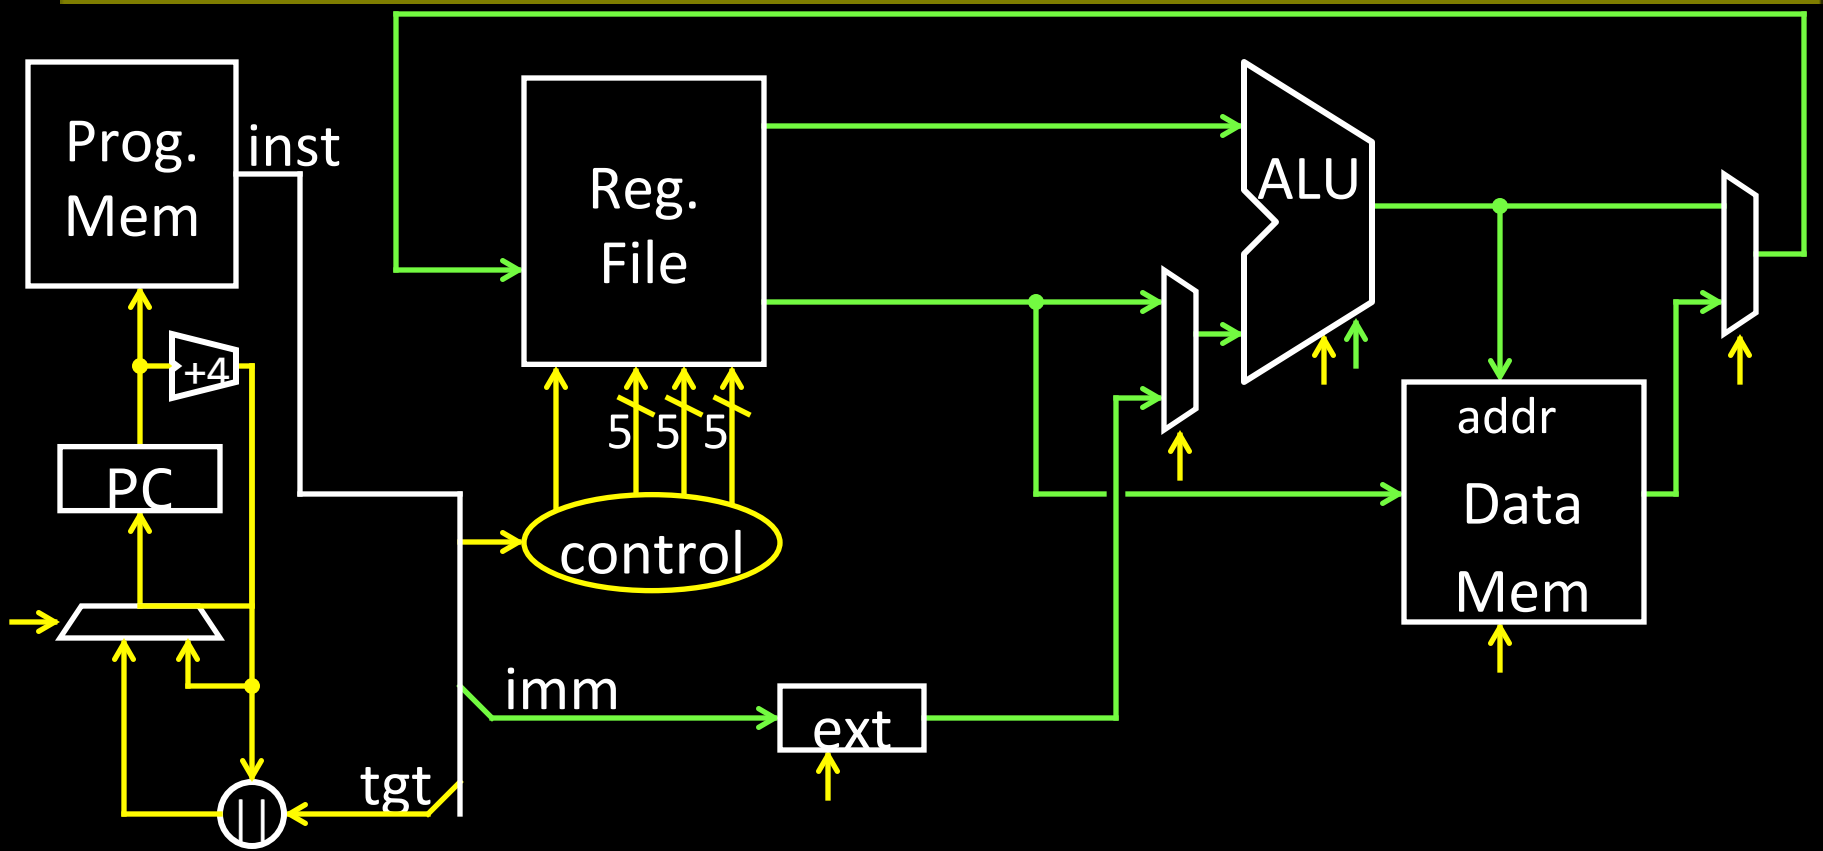 Prog.
Mem
inst
Reg.
File
ALU
+4
5 5 5
addr
PC
Data
control
Mem
imm
ext
tgt
||